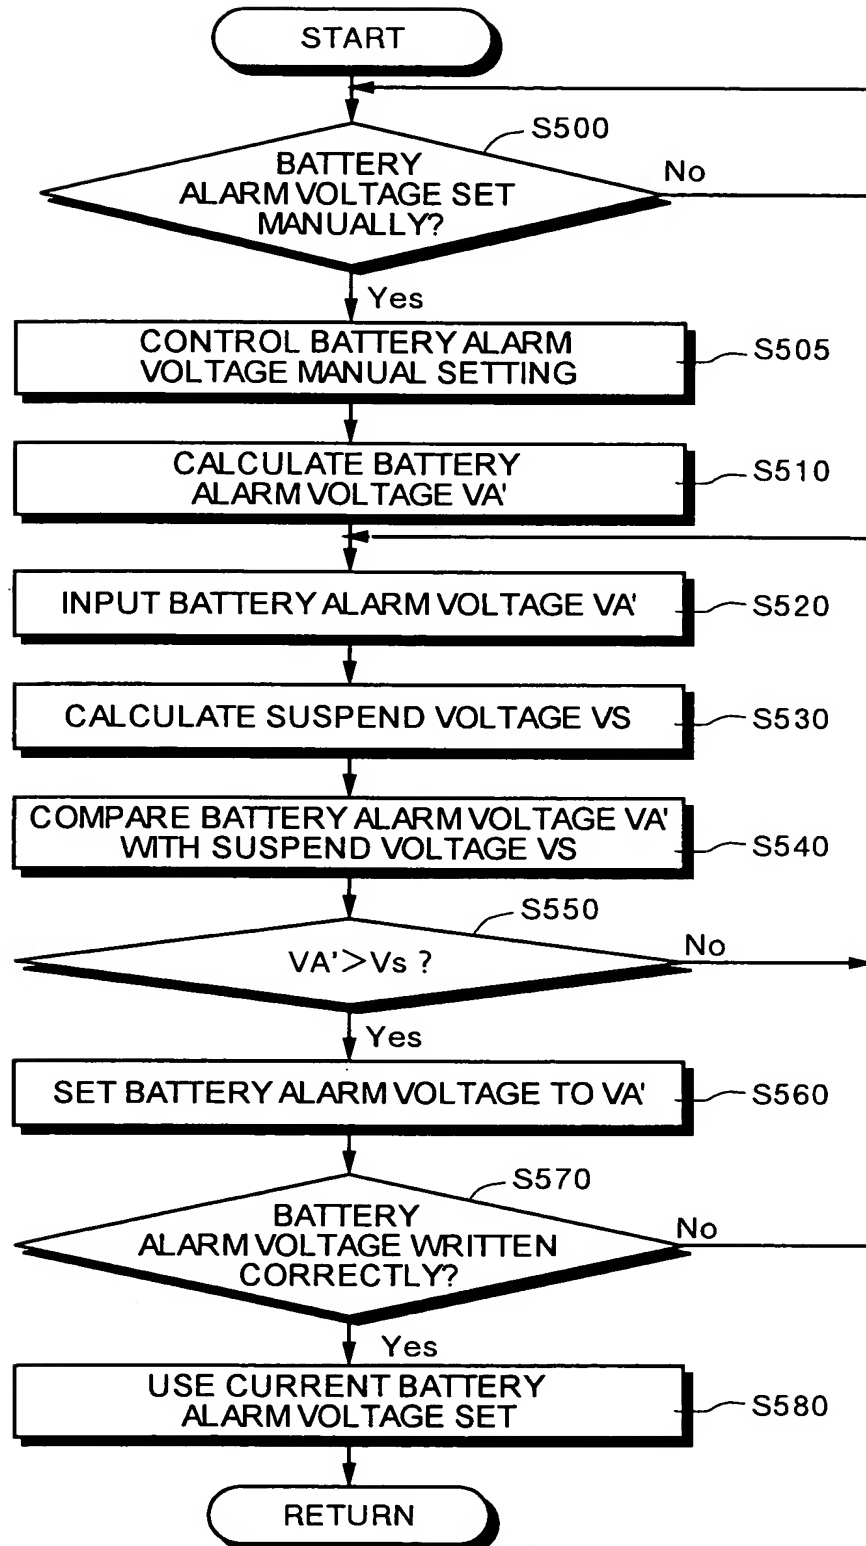 START
S500
BATTERY
ALARM VOLTAGE SET
MANUALLY?
No
Yes
CONTROL BATTERY ALARM
VOLTAGE MANUAL SETTING
S505
CALCULATE BATTERY
ALARM VOLTAGE VA'
S510
INPUT BATTERY ALARM VOLTAGE VA'
S520
CALCULATE SUSPEND VOLTAGE VS
S530
COMPARE BATTERY ALARM VOLTAGE VA'
WITH SUSPEND VOLTAGE VS
S540
S550
VA'>Vs ?
No
Yes
SET BATTERY ALARM VOLTAGE TO VA'
S560
S570
BATTERY
ALARM VOLTAGE WRITTEN
CORRECTLY?
No
Yes
USE CURRENT BATTERY
ALARM VOLTAGE SET
S580
RETURN